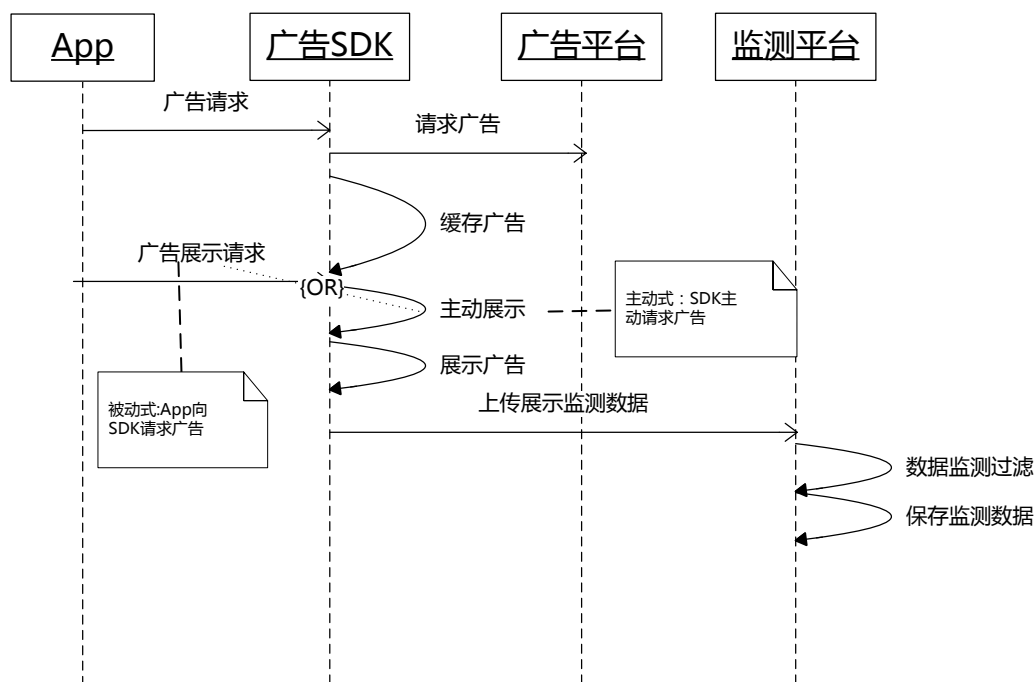 App
广告SDK
广告平台
监测平台
广告请求
请求广告
缓存广告
广告展示请求
{OR}
主动展示
主动式：SDK主
动请求广告
展示广告
被动式:App向
SDK请求广告
上传展示监测数据
数据监测过滤
保存监测数据